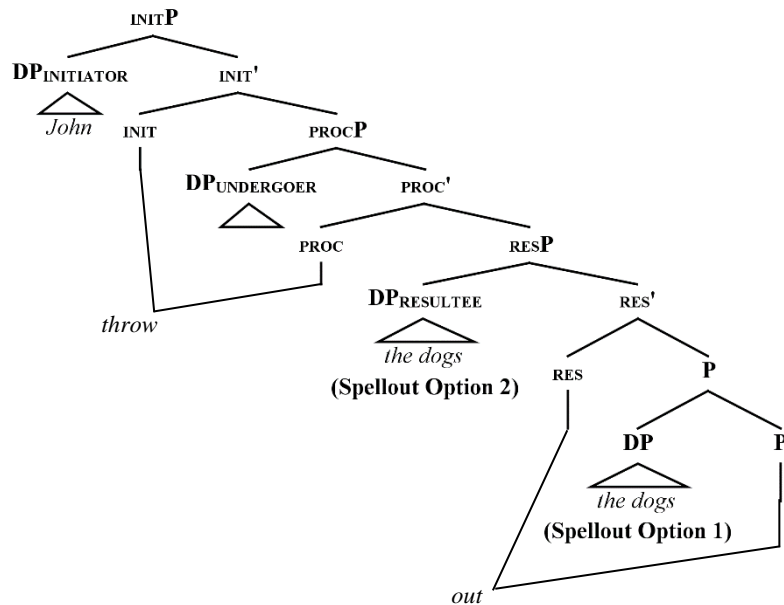 INITP
DPINITIATOR INIT'
John INIT PROCP
DPUNDERGOER PROC'
PROC RESP
throw DPRESULTEE RES'
the dogs RES P
(Spellout Option 2)
DP P
the dogs
(Spellout Option 1)
out